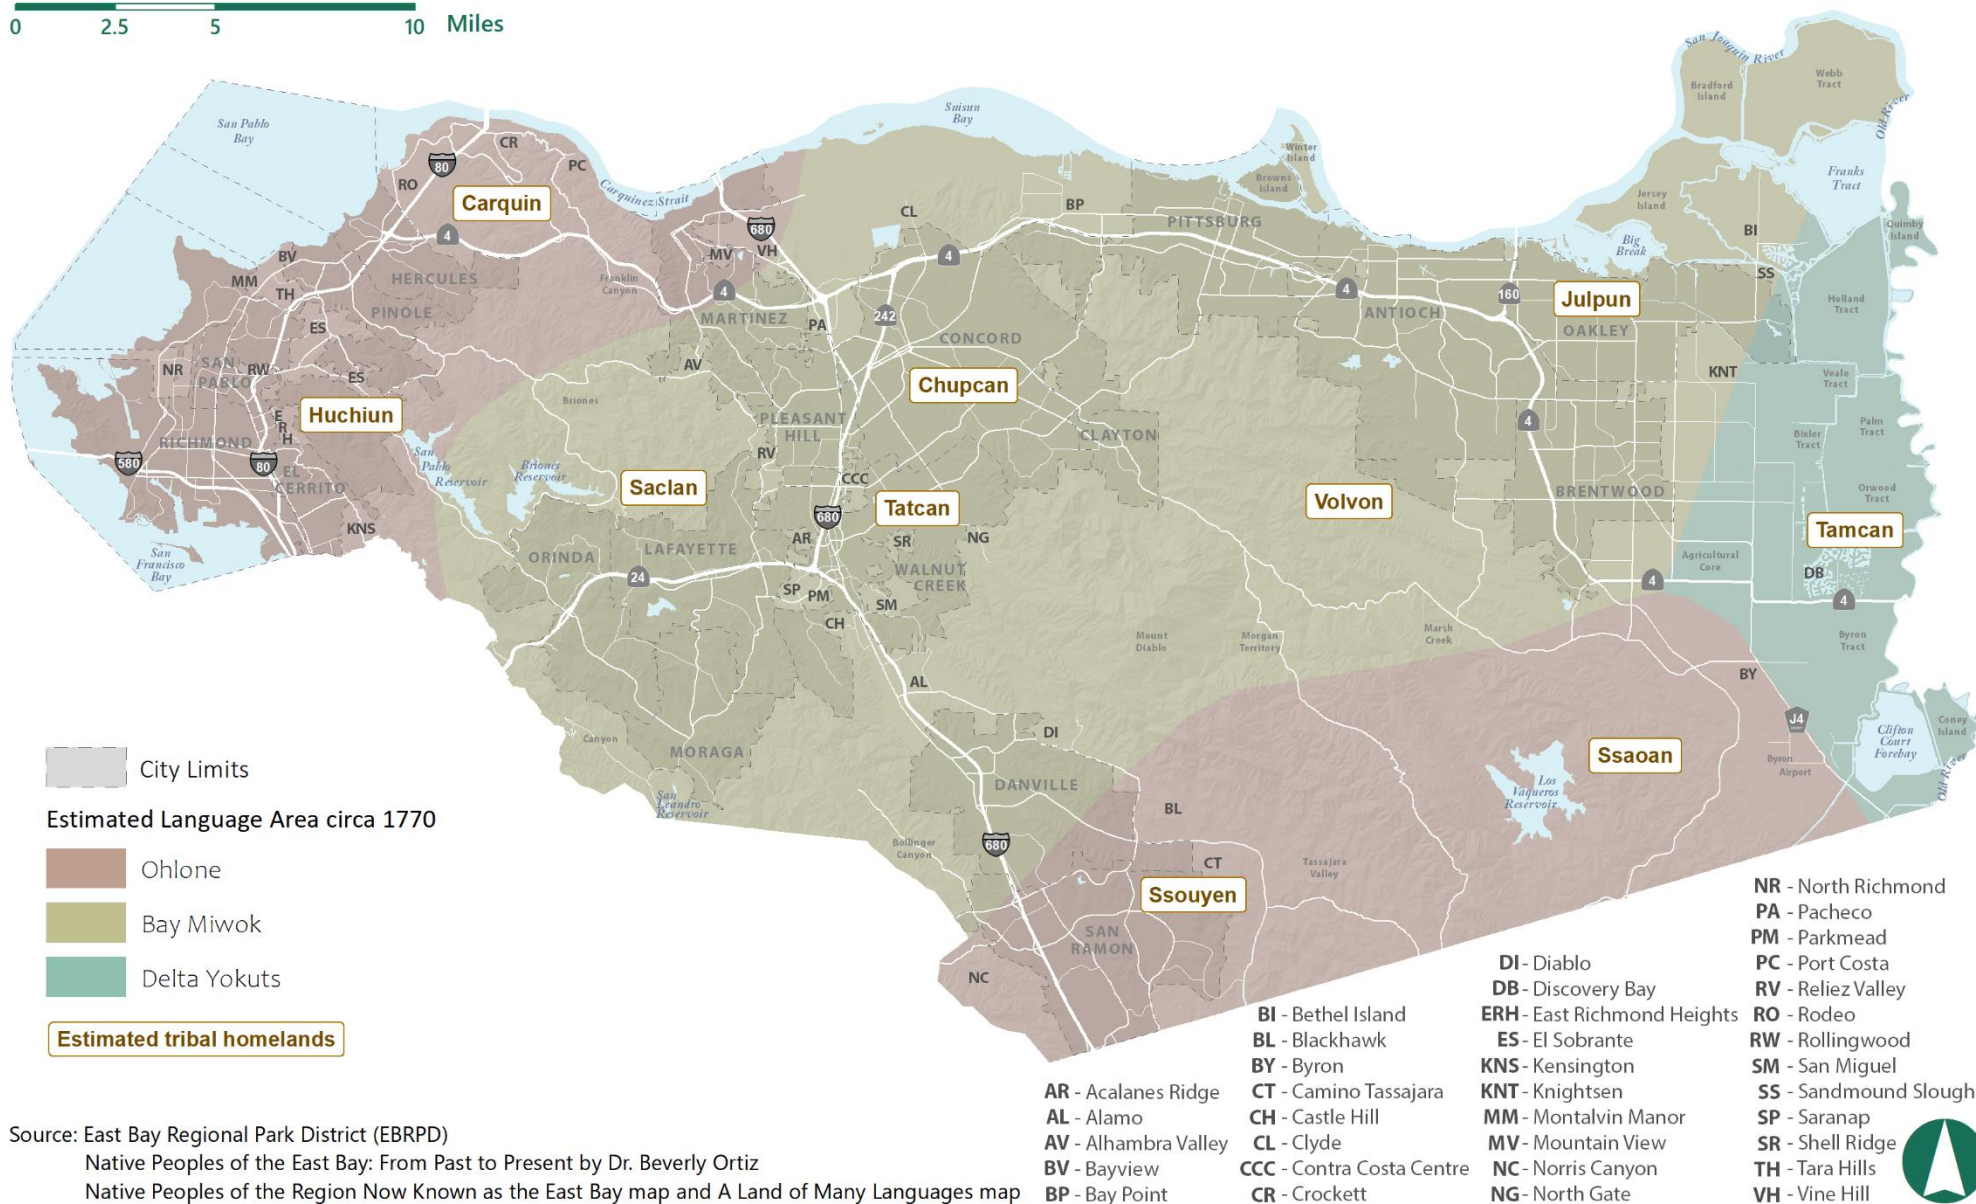 0 2.5 5 10 Miles
San Joaquin River
Webb
Tract
Bradford
Island
Old River
San Pablo
Bay
Suisun
Bay
CR
PC
80
RO
Carquinez Strait
Winter
Island
Browns
Island
Franks
Tract
Jersey
Island
Carquin
CL
BP
PITTSBURG
BI
Quimby
Island
4
680
VH
MV
4
Big
Break
BV
MM
TH
HERCULES
Franklin
Canyon
4
SS
PINOLE
MARTINEZ
PA
242
4
160
Julpun
Holland
Tract
ES
CONCORD
ANTIOCH
OAKLEY
NR
SAN
PABLO
RW
ES
AV
Chupcan
KNT
Veale
Tract
Huchiun
Briones
E
R
H
PLEASANT
HILL
CLAYTON
4
Palm
Tract
Bixler
Tract
RICHMOND
580
80
EL
CERRITO
San
Pablo
Reservoir
Briones
Reservoir
RV
CCC
Saclan
Tatcan
Volvon
BRENTWOOD
Orwood
Tract
KNS
680
AR
SR
NG
Tamcan
San
Francisco
Bay
ORINDA
LAFAYETTE
24
WALNUT
CREEK
Agricultural
Core
DB
4
4
SP
PM
SM
CH
Mount
Diablo
Morgan
Territory
Marsh
Creek
Byron
Tract
AL
BY
J4
Canyon
MORAGA
DI
Ssaoan
Clifton
Court
Forebay
Coney
Island
Old River
Byron
Airport
DANVILLE
San
Leandro
Reservoir
BL
Los
Vaqueros
Reservoir
Bollinger
Canyon
680
CT
Tassajara
Valley
Ssouyen
SAN
RAMON
NC
City Limits
Estimated Language Area circa 1770
Ohlone
Bay Miwok
Delta Yokuts
Estimated tribal homelands
AR - Acalanes Ridge
AL - Alamo
AV - Alhambra Valley
BV - Bayview
BP - Bay Point
BI - Bethel Island
BL - Blackhawk
BY - Byron
CT - Camino Tassajara
CH - Castle Hill
CL - Clyde
CCC - Contra Costa Centre
CR - Crockett
DI - Diablo
DB - Discovery Bay
ERH - East Richmond Heights
ES - El Sobrante
KNS - Kensington
KNT - Knightsen
MM - Montalvin Manor
MV - Mountain View
NC - Norris Canyon
NG - North Gate
NR - North Richmond
PA - Pacheco
PM - Parkmead
PC - Port Costa
RV - Reliez Valley
RO - Rodeo
RW - Rollingwood
SM - San Miguel
SS - Sandmound Slough
SP - Saranap
SR - Shell Ridge
TH - Tara Hills
VH - Vine Hill
Source: East Bay Regional Park District (EBRPD)
Native Peoples of the East Bay: From Past to Present by Dr. Beverly Ortiz
Native Peoples of the Region Now Known as the East Bay map and A Land of Many Languages map